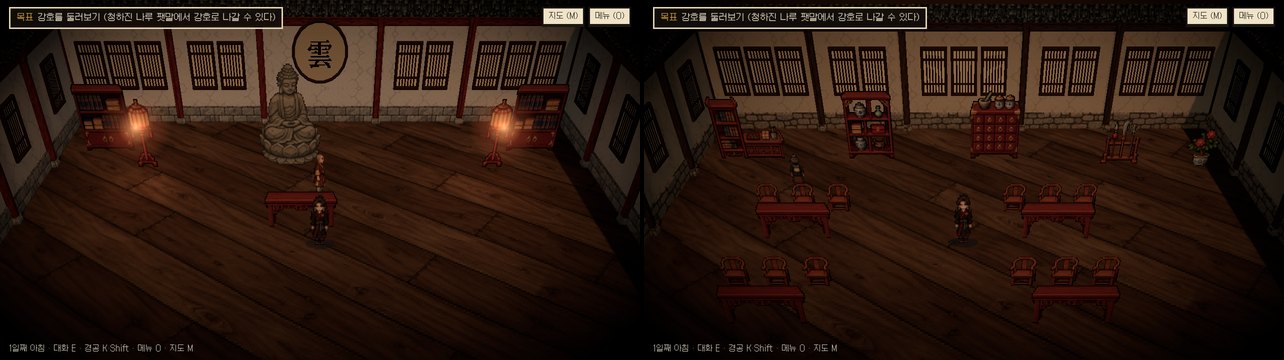 목표 강호를 둘러보기 (청하진 나루 팻말에서 강호로 나갈 수 있다)
지도 (M)
메뉴 (O)
雲
1일째 아침 · 대화 E · 경공 K Shift · 메뉴 O · 지도 M
목표 강호를 둘러보기 (청하진 나루 팻말에서 강호로 나갈 수 있다)
지도 (M)
메뉴 (O)
1일째 아침 · 대화 E · 경공 K Shift · 메뉴 O · 지도 M